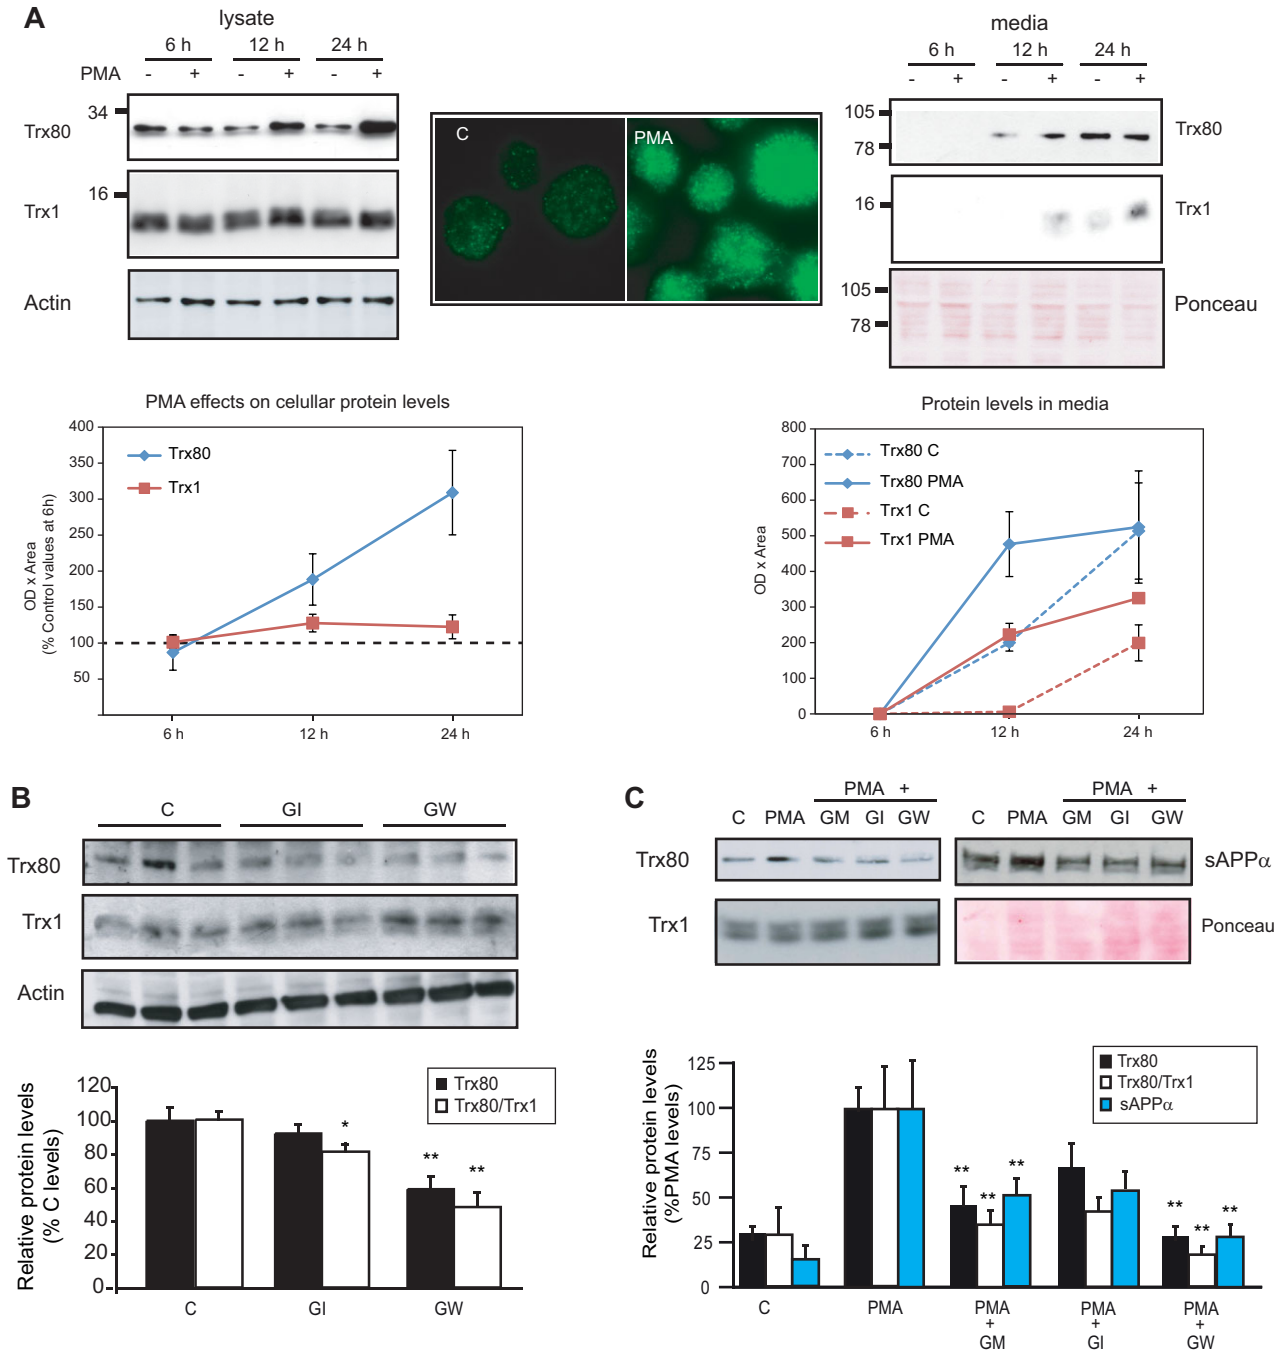 A
lysate
6 h 12 h 24 h
PMA - + - + - +
34
Trx80
16
Trx1
Actin
C
PMA
media
6 h 12 h 24 h
- + - + - +
105
Trx80
78
16
Trx1
105
Ponceau
78
PMA effects on celullar protein levels
OD x Area
(% Control values at 6h)
400
350
300
250
200
150
100
50
Trx80
Trx1
6 h 12 h 24 h
Protein levels in media
OD x Area
800
700
600
500
400
300
200
100
0
Trx80 C
Trx80 PMA
Trx1 C
Trx1 PMA
6 h 12 h 24 h
B
C GI GW
Trx80
Trx1
Actin
Relative protein levels
(% C levels)
120
100
80
60
40
20
0
Trx80
Trx80/Trx1
*
** **
C GI GW
C
PMA +
C PMA GM GI GW
Trx80
Trx1
PMA +
C PMA GM GI GW
sAPPα
Ponceau
Relative protein levels
(%PMA levels)
125
100
75
50
25
0
Trx80
Trx80/Trx1
sAPPα
** ** **
** ** **
C PMA PMA PMA PMA
+ + +
GM GI GW